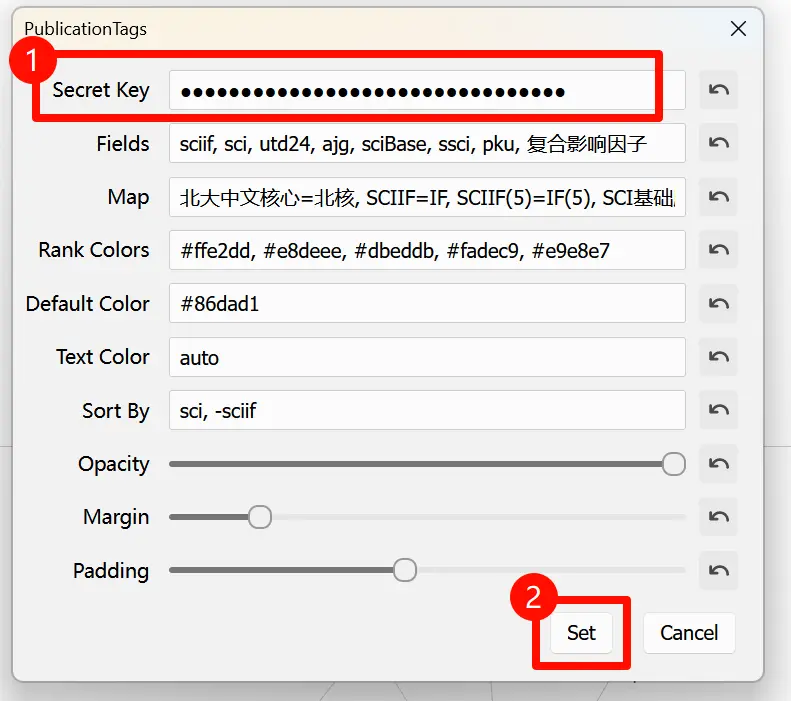 PublicationTags
1
Secret Key ●●●●●●●●●●●●●●●●●●●●●●●●●●●●●●●●
Fields sciif, sci, utd24, ajg, sciBase, ssci, pku, 复合影响因子
Map 北大中文核心=北核, SCIIF=IF, SCIIF(5)=IF(5), SCI基础
Rank Colors #ffe2dd, #e8deee, #dbeddb, #fadec9, #e9e8e7
Default Color #86dad1
Text Color auto
Sort By sci, -sciif
Opacity
Margin
Padding
2
Set Cancel